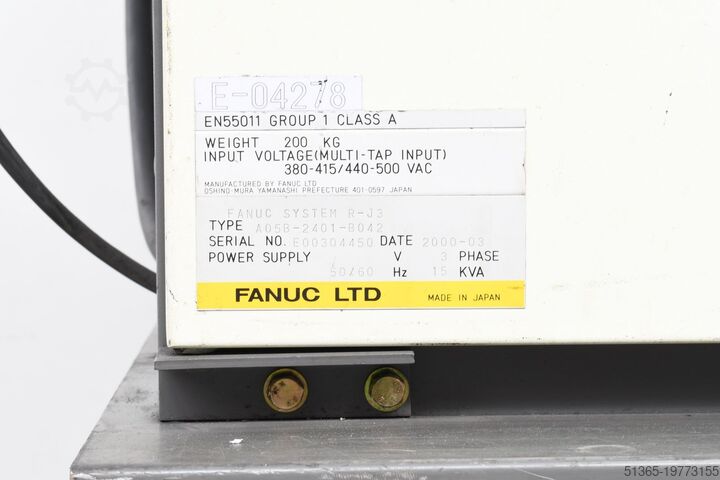 E-04278
EN55011 GROUP 1 CLASS A
WEIGHT 200 KG
INPUT VOLTAGE(MULTI-TAP INPUT)
380-415/440-500 VAC
MANUFACTURED BY FANUC LTD
OSHINO-MURA YAMANASHI PREFECTURE 401-0597 JAPAN
FANUC SYSTEM R-J3
TYPE A05B-2401-B042
SERIAL NO. E00304450 DATE 2000-03
POWER SUPPLY V 3 PHASE
50/60 Hz 15 KVA
FANUC LTD MADE IN JAPAN
51365-19773155